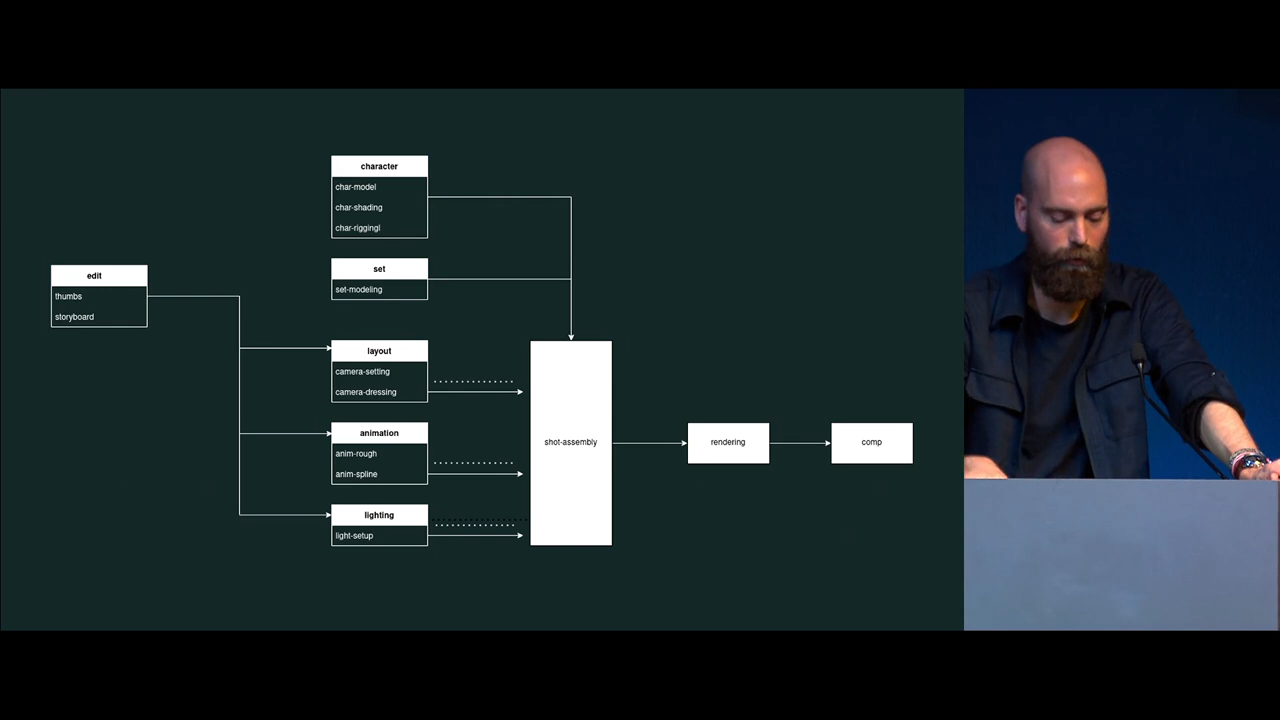 character
char-model
char-shading
char-riggingl
set
set-modeling
edit
thumbs
storyboard
layout
camera-setting
camera-dressing
animation
anim-rough
anim-spline
lighting
light-setup
shot-assembly
rendering
comp